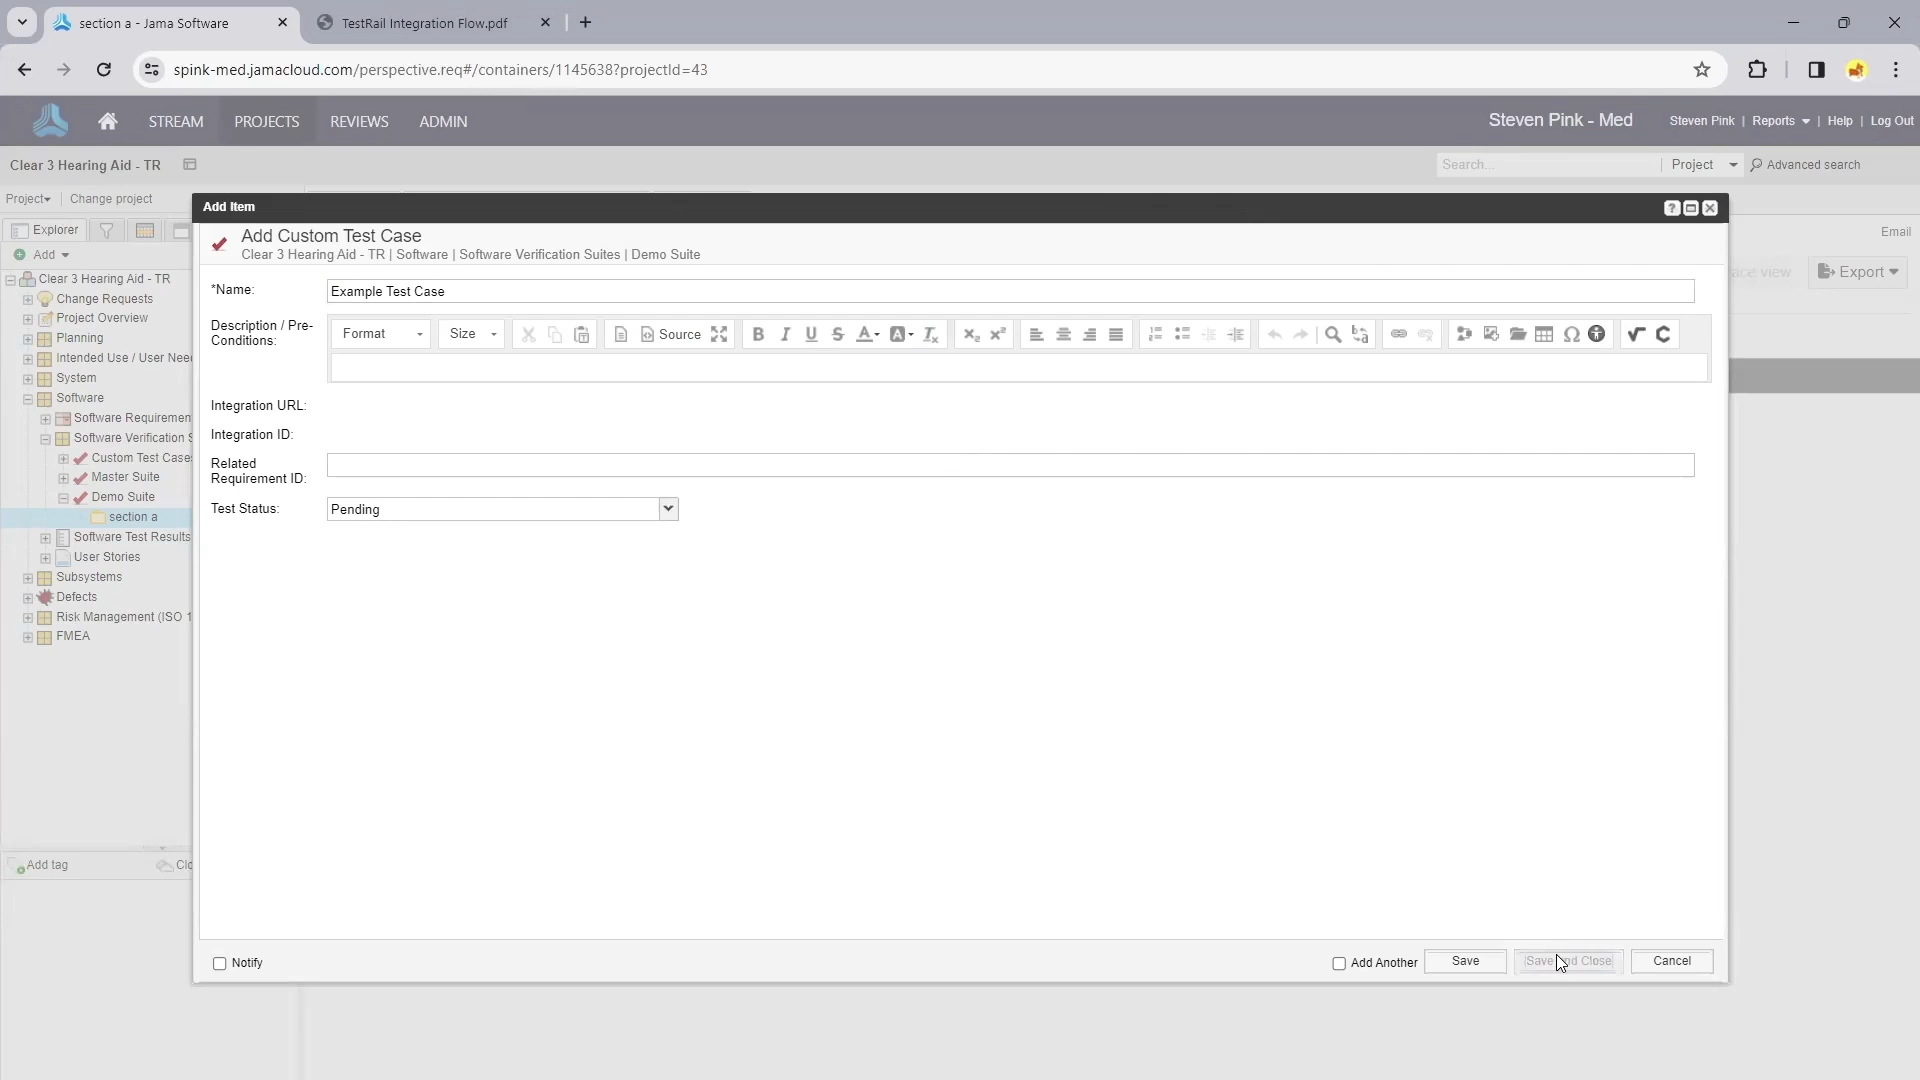 section a - Jama Software
TestRail Integration Flow.pdf
spink-med.jamacloud.com/perspective.req#/containers/1145638?projectId=43
STREAM
PROJECTS
REVIEWS
ADMIN
Steven Pink - Med
Steven Pink | Reports | Help | Log Out
Clear 3 Hearing Aid - TR
Search...
Project
Advanced search
Project
Change project
Explorer
Email
Add
Export
Clear 3 Hearing Aid - TR
Change Requests
Project Overview
Planning
Intended Use / User Nee
System
Software
Software Requiremen
Software Verification S
Custom Test Case
Master Suite
Demo Suite
section a
Software Test Results
User Stories
Subsystems
Defects
Risk Management (ISO 1
FMEA
Add tag
Add Item
Add Custom Test Case
Clear 3 Hearing Aid - TR | Software | Software Verification Suites | Demo Suite
*Name:
Example Test Case
Description / Pre-
Conditions:
Format
Size
Source
Integration URL:
Integration ID:
Related
Requirement ID:
Test Status:
Pending
Notify
Add Another
Save
Save and Close
Cancel